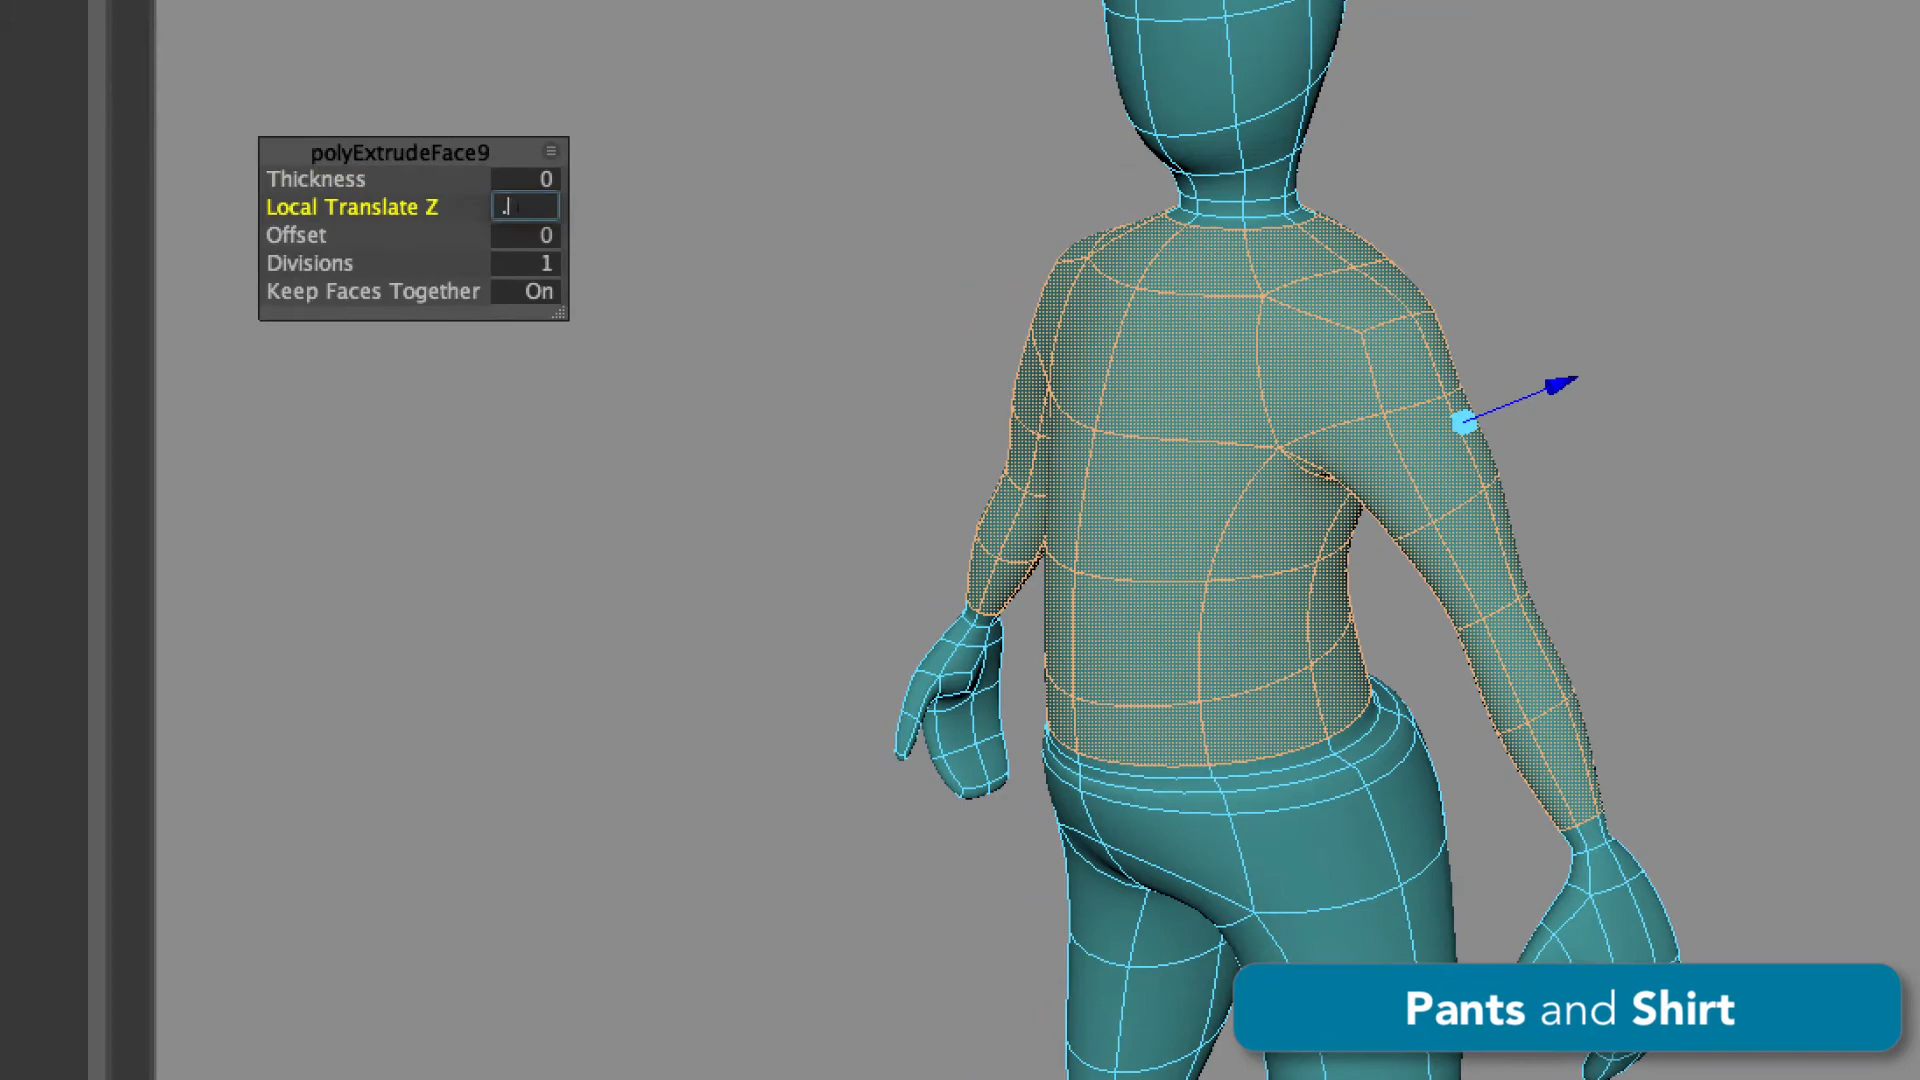 polyExtrudeFace9
Thickness 0
Local Translate Z .
Offset 0
Divisions 1
Keep Faces Together On
Pants and Shirt